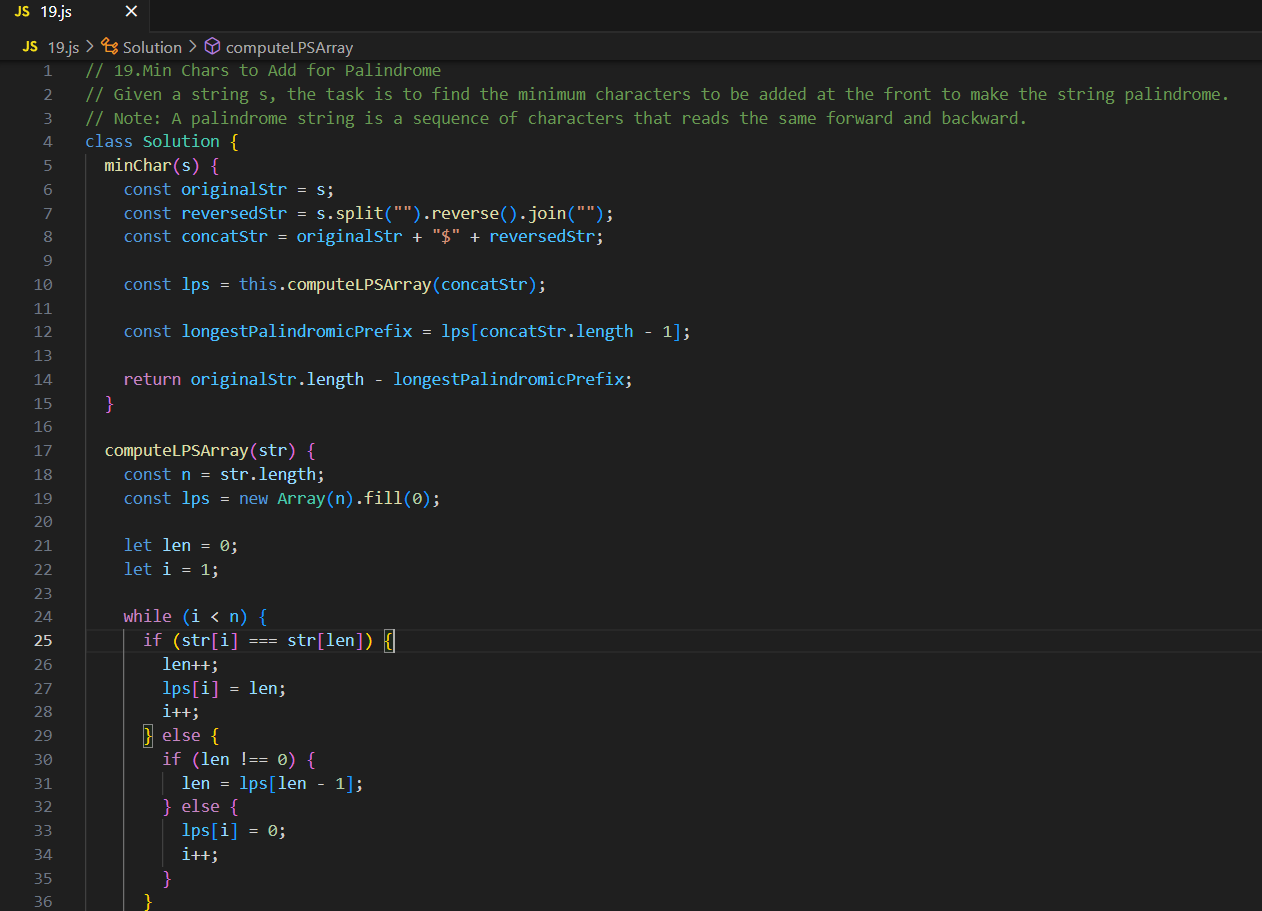 JS 19.js ×
JS 19.js > Solution > computeLPSArray
1 // 19.Min Chars to Add for Palindrome
2 // Given a string s, the task is to find the minimum characters to be added at the front to make the string palindrome.
3 // Note: A palindrome string is a sequence of characters that reads the same forward and backward.
4 class Solution {
5   minChar(s) {
6     const originalStr = s;
7     const reversedStr = s.split("").reverse().join("");
8     const concatStr = originalStr + "$" + reversedStr;
9
10     const lps = this.computeLPSArray(concatStr);
11
12     const longestPalindromicPrefix = lps[concatStr.length - 1];
13
14     return originalStr.length - longestPalindromicPrefix;
15   }
16
17   computeLPSArray(str) {
18     const n = str.length;
19     const lps = new Array(n).fill(0);
20
21     let len = 0;
22     let i = 1;
23
24     while (i < n) {
25       if (str[i] === str[len]) {
26         len++;
27         lps[i] = len;
28         i++;
29       } else {
30         if (len !== 0) {
31           len = lps[len - 1];
32         } else {
33           lps[i] = 0;
34           i++;
35         }
36       }